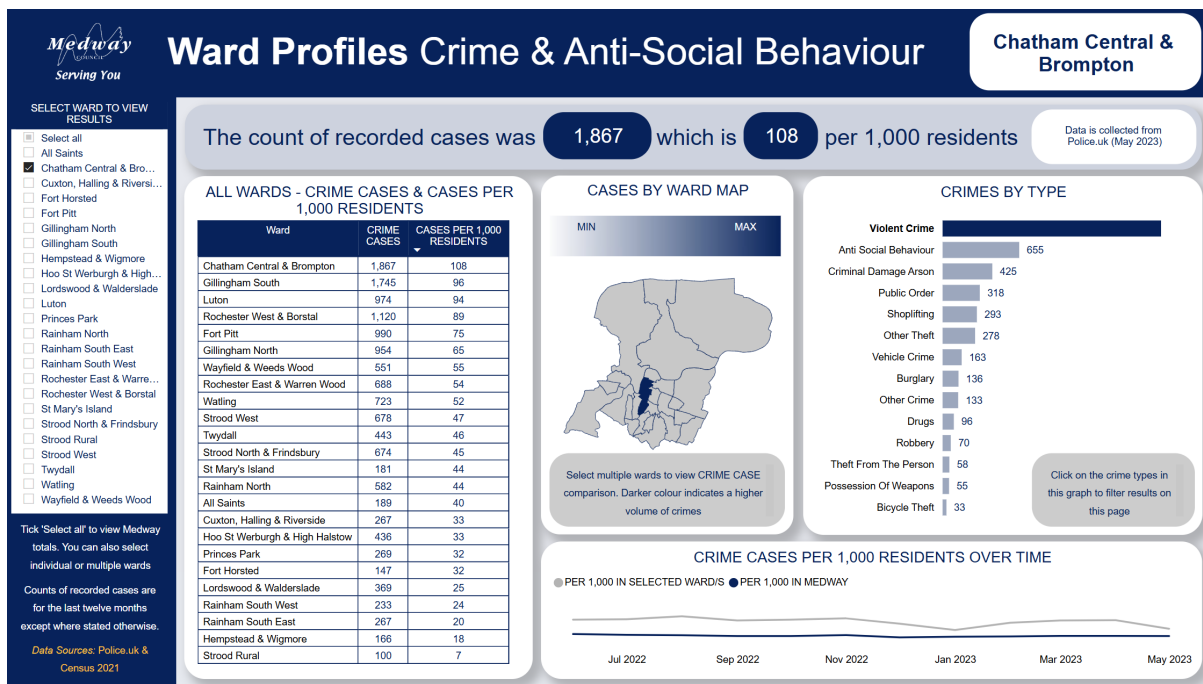 Medway
COUNCIL
Serving You
Ward Profiles Crime & Anti-Social Behaviour
Chatham Central &
Brompton
SELECT WARD TO VIEW
RESULTS
Select all
All Saints
Chatham Central & Bro...
Cuxton, Halling & Riversi...
Fort Horsted
Fort Pitt
Gillingham North
Gillingham South
Hempstead & Wigmore
Hoo St Werburgh & High...
Lordswood & Walderslade
Luton
Princes Park
Rainham North
Rainham South East
Rainham South West
Rochester East & Warre...
Rochester West & Borstal
St Mary's Island
Strood North & Frindsbury
Strood Rural
Strood West
Twydall
Watling
Wayfield & Weeds Wood
Tick 'Select all' to view Medway
totals. You can also select
individual or multiple wards
Counts of recorded cases are
for the last twelve months
except where stated otherwise.
Data Sources: Police.uk &
Census 2021
The count of recorded cases was 1,867 which is 108 per 1,000 residents
Data is collected from
Police.uk (May 2023)
ALL WARDS - CRIME CASES & CASES PER
1,000 RESIDENTS
Ward CRIME CASES CASES PER 1,000 RESIDENTS
Chatham Central & Brompton 1,867 108
Gillingham South 1,745 96
Luton 974 94
Rochester West & Borstal 1,120 89
Fort Pitt 990 75
Gillingham North 954 65
Wayfield & Weeds Wood 551 55
Rochester East & Warren Wood 688 54
Watling 723 52
Strood West 678 47
Twydall 443 46
Strood North & Frindsbury 674 45
St Mary's Island 181 44
Rainham North 582 44
All Saints 189 40
Cuxton, Halling & Riverside 267 33
Hoo St Werburgh & High Halstow 436 33
Princes Park 269 32
Fort Horsted 147 32
Lordswood & Walderslade 369 25
Rainham South West 233 24
Rainham South East 267 20
Hempstead & Wigmore 166 18
Strood Rural 100 7
CASES BY WARD MAP
MIN MAX
Select multiple wards to view CRIME CASE
comparison. Darker colour indicates a higher
volume of crimes
CRIMES BY TYPE
Violent Crime
Anti Social Behaviour 655
Criminal Damage Arson 425
Public Order 318
Shoplifting 293
Other Theft 278
Vehicle Crime 163
Burglary 136
Other Crime 133
Drugs 96
Robbery 70
Theft From The Person 58
Possession Of Weapons 55
Bicycle Theft 33
Click on the crime types in
this graph to filter results on
this page
CRIME CASES PER 1,000 RESIDENTS OVER TIME
PER 1,000 IN SELECTED WARD/S PER 1,000 IN MEDWAY
Jul 2022 Sep 2022 Nov 2022 Jan 2023 Mar 2023 May 2023